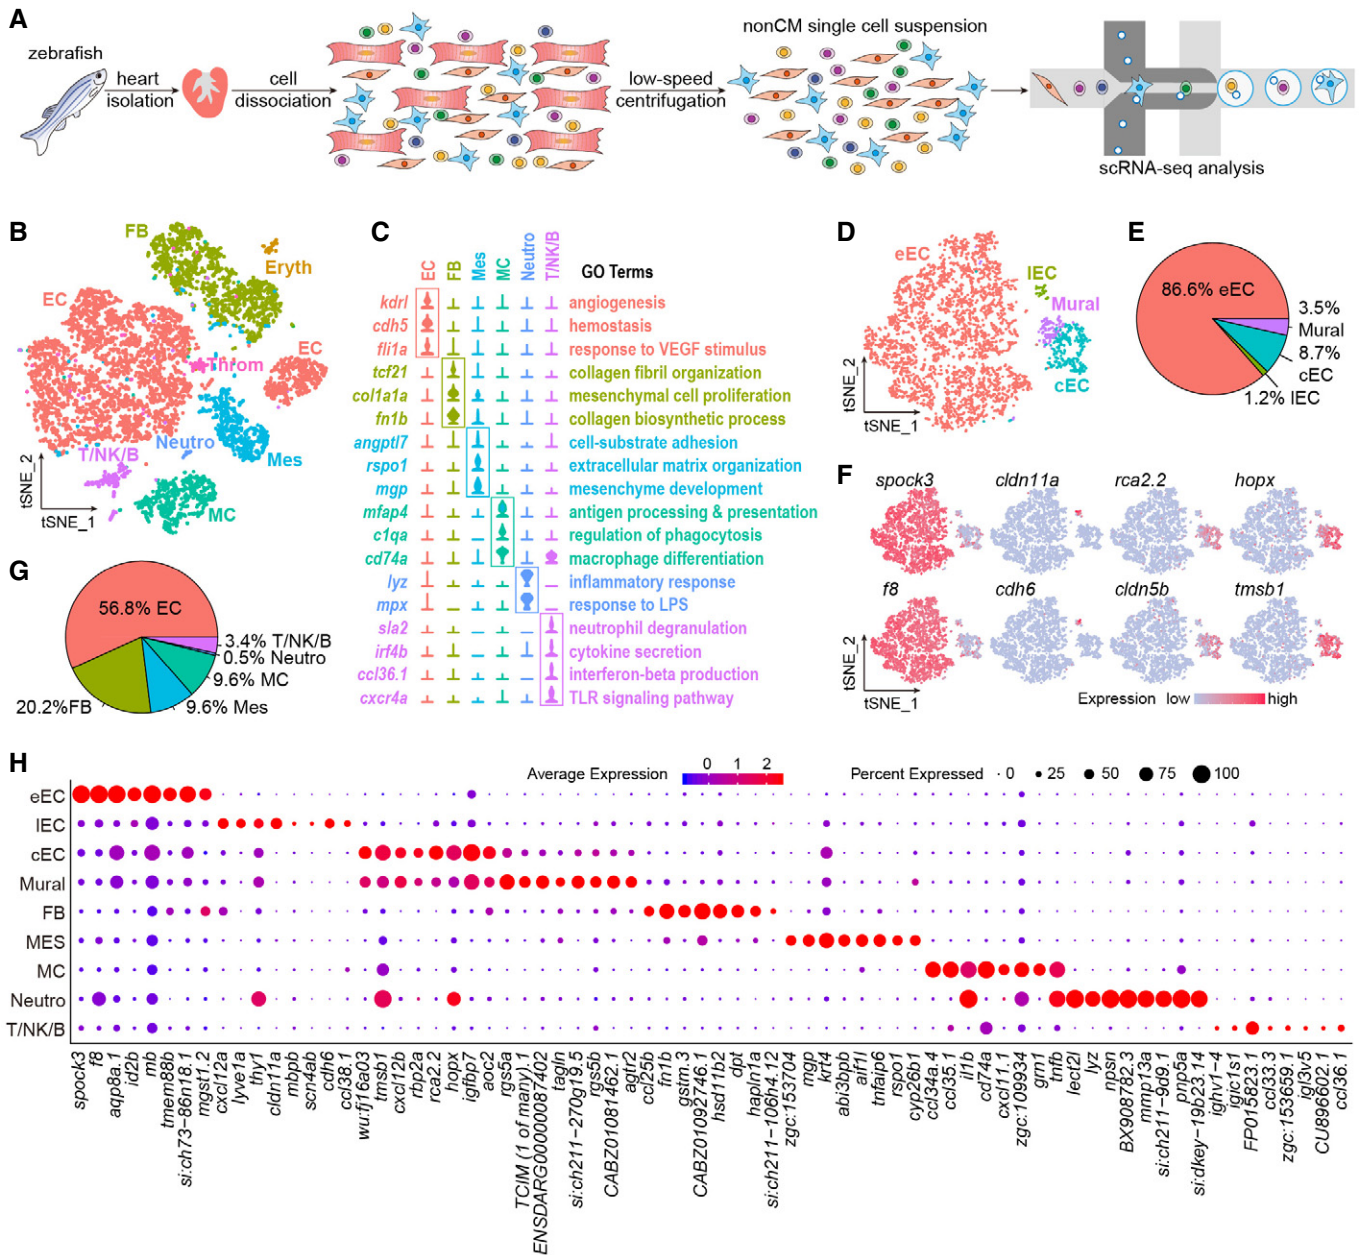 A
zebrafish
heart
isolation
cell
dissociation
low-speed
centrifugation
nonCM single cell suspension
scRNA-seq analysis
B
FB
Eryth
EC
EC
Throm
Neutro
T/NK/B
Mes
MC
tSNE_2
tSNE_1
C
EC
FB
Mes
MC
Neutro
T/NK/B
GO Terms
kdrl angiogenesis
cdh5 hemostasis
fli1a response to VEGF stimulus
tcf21 collagen fibril organization
col1a1a mesenchymal cell proliferation
fn1b collagen biosynthetic process
angptl7 cell-substrate adhesion
rspo1 extracellular matrix organization
mgp mesenchyme development
mfap4 antigen processing & presentation
c1qa regulation of phagocytosis
cd74a macrophage differentiation
lyz inflammatory response
mpx response to LPS
sla2 neutrophil degranulation
irf4b cytokine secretion
ccl36.1 interferon-beta production
cxcr4a TLR signaling pathway
D
eEC
lEC
Mural
cEC
tSNE_2
tSNE_1
E
86.6% eEC
3.5%
Mural
8.7%
cEC
1.2% lEC
F
spock3 cldn11a rca2.2 hopx
f8 cdh6 cldn5b tmsb1
tSNE_2
tSNE_1
Expression low high
G
56.8% EC
3.4% T/NK/B
0.5% Neutro
9.6% MC
9.6% Mes
20.2%FB
H
Average Expression 0 1 2
Percent Expressed 0 25 50 75 100
eEC
lEC
cEC
Mural
FB
MES
MC
Neutro
T/NK/B
spock3
f8
aqp8a.1
id2b
mb
tmem88b
si:ch73-86n18.1
mgst1.2
cxcl12a
lyve1a
thy1
cldn11a
mbpb
scn4ab
cdh6
ccl38.1
wu:fj16a03
tmsb1
cxcl12b
rbp2a
rca2.2
hopx
igfbp7
aoc2
rgs5a
TCIM (1 of many).1
ENSDARG00000087402
tagln
si:ch211-270g19.5
rgs5b
CABZ01081462.1
agtr2
ccl25b
fn1b
gstm.3
CABZ01092746.1
hsd11b2
dpt
hapln1a
si:ch211-106h4.12
zgc:153704
mgp
krt4
abi3bpb
aif1l
tnfaip6
rspo1
cyp26b1
ccl34a.4
ccl35.1
il1b
cd74a
cxcl11.1
zgc:109934
grn1
tnfb
lect2l
lyz
npsn
BX908782.3
mmp13a
si:ch211-9d9.1
pnp5a
si:dkey-19b23.14
ighv1-4
igic1s1
FP015823.1
ccl33.3
zgc:153659.1
igl3v5
CU896602.1
ccl36.1